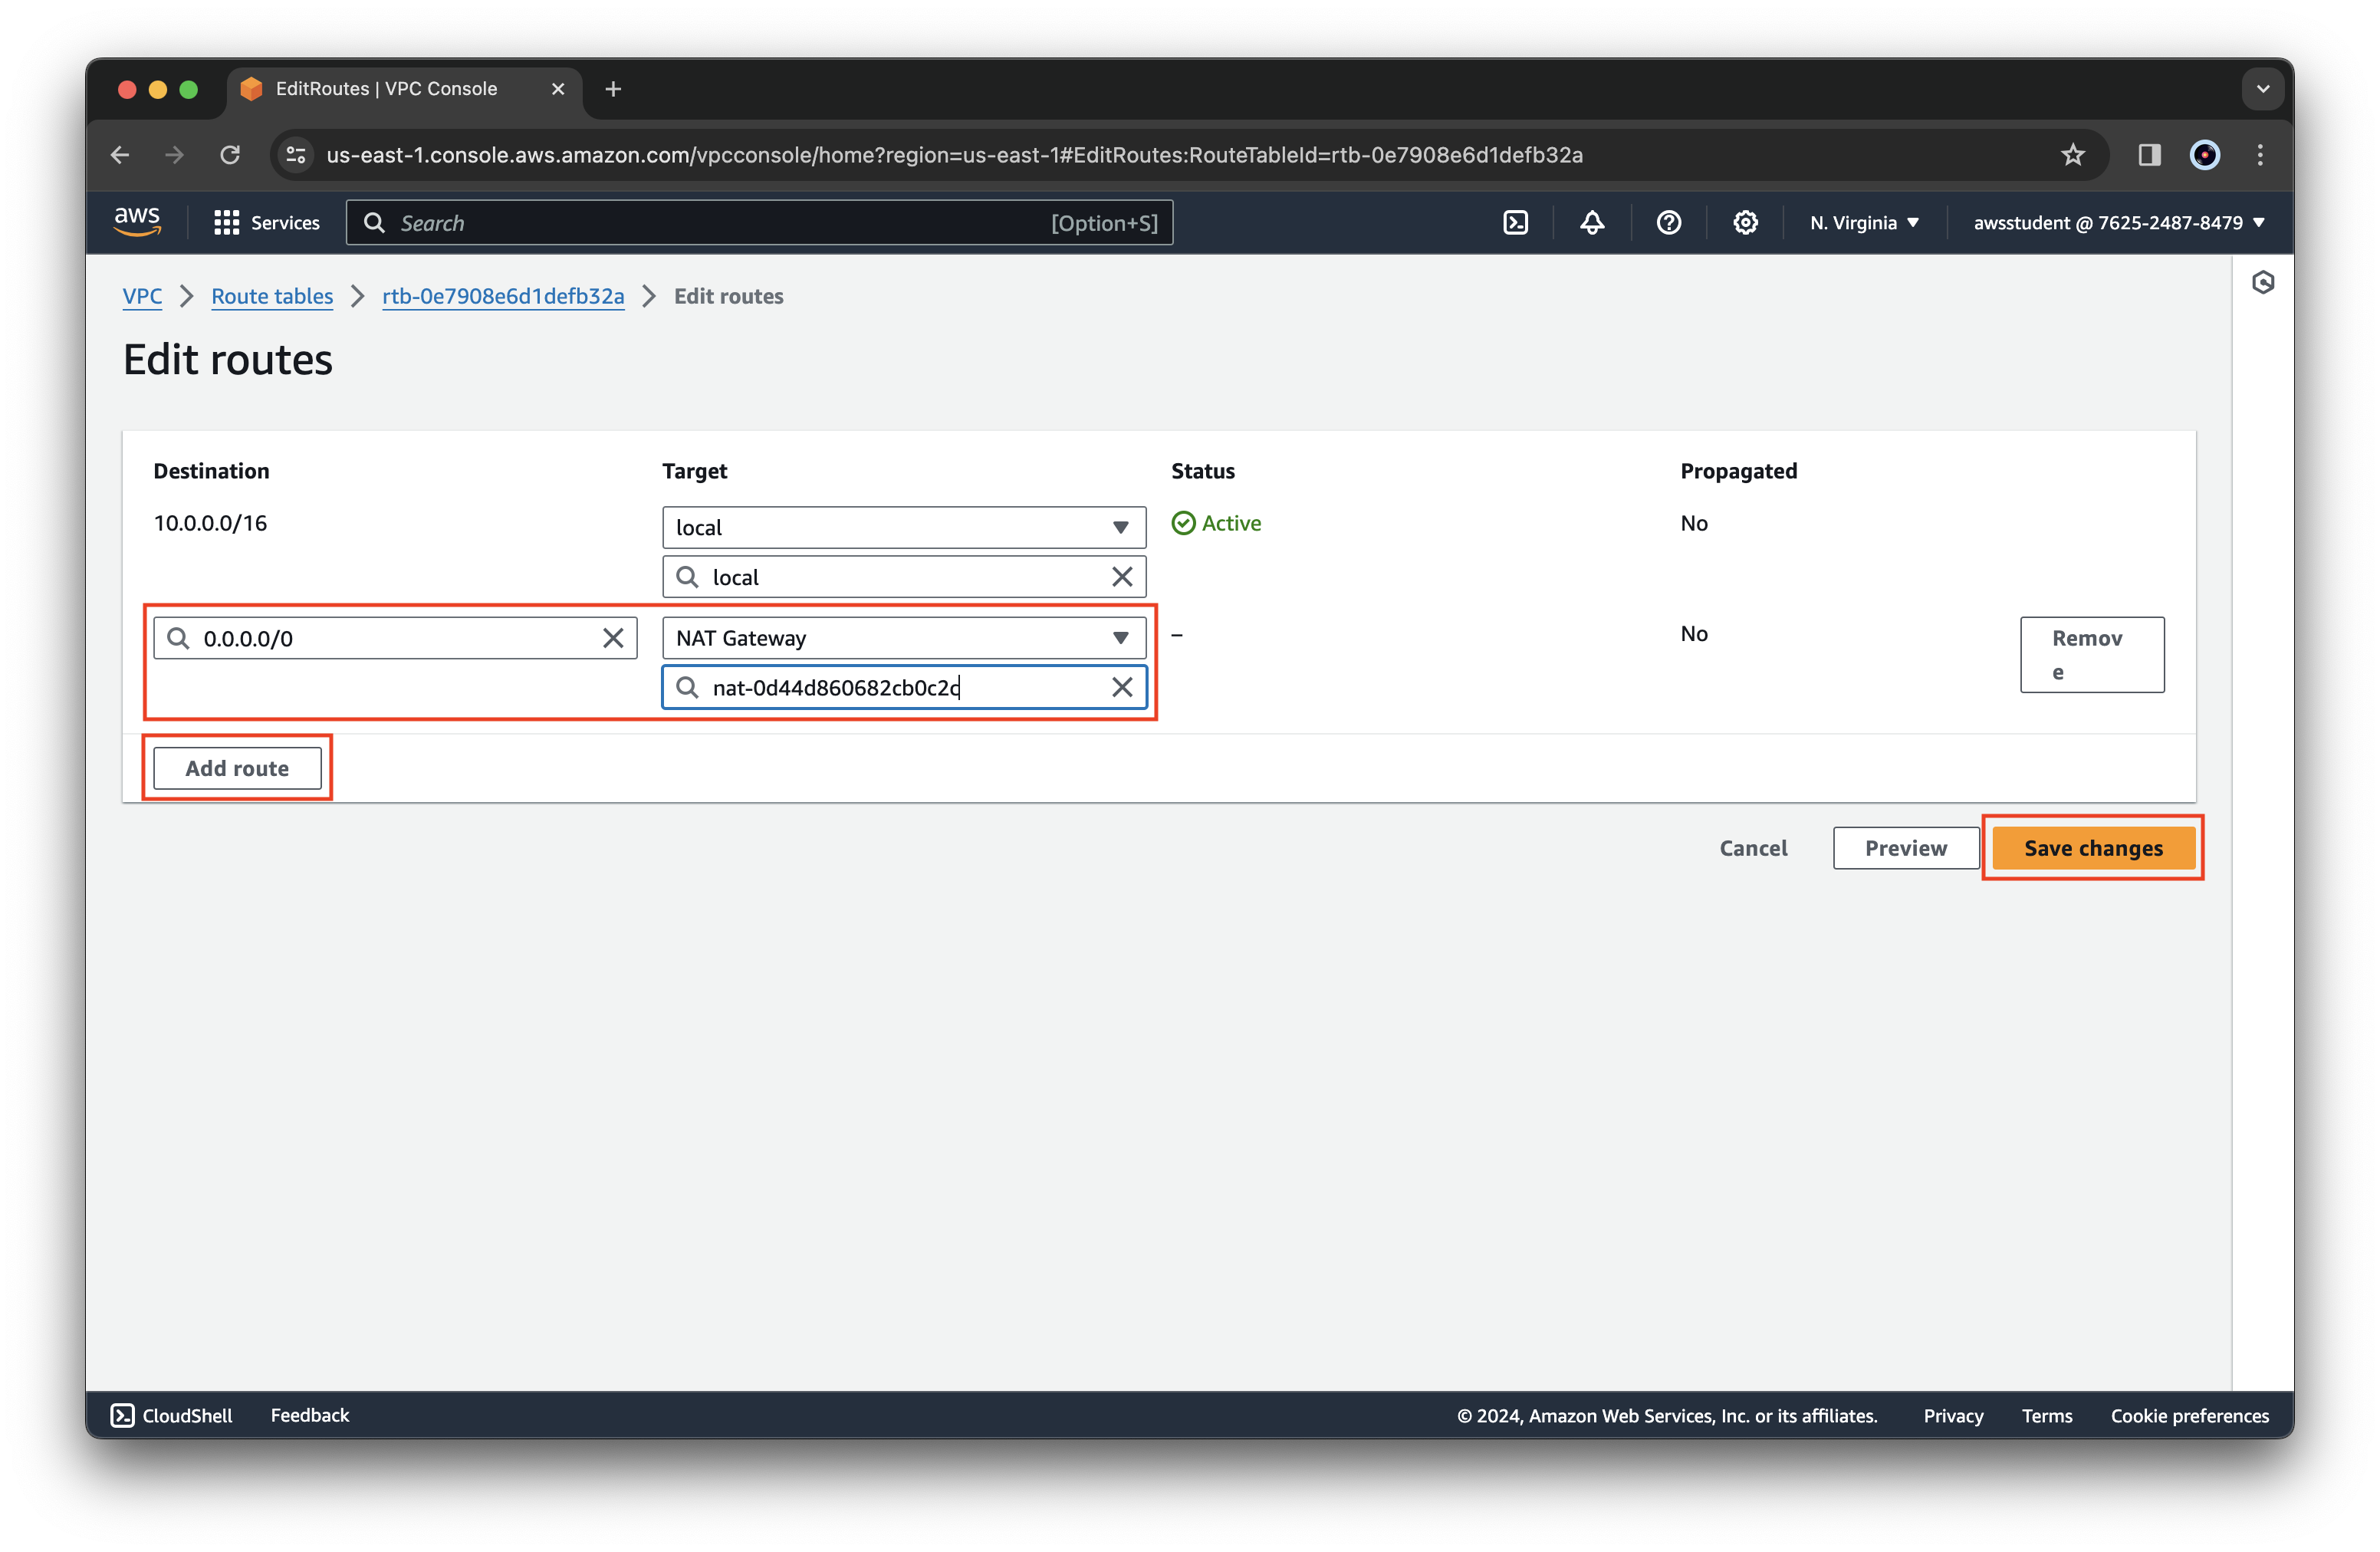 EditRoutes | VPC Console
us-east-1.console.aws.amazon.com/vpcconsole/home?region=us-east-1#EditRoutes:RouteTableId=rtb-0e7908e6d1defb32a
aws Services Search [Option+S] N. Virginia awsstudent @ 7625-2487-8479
VPC Route tables rtb-0e7908e6d1defb32a Edit routes
Edit routes
Destination Target Status Propagated
10.0.0.0/16 local Active No
local
0.0.0.0/0 NAT Gateway – No Remov
e
nat-0d44d860682cb0c2d
Add route
Cancel Preview Save changes
CloudShell Feedback © 2024, Amazon Web Services, Inc. or its affiliates. Privacy Terms Cookie preferences